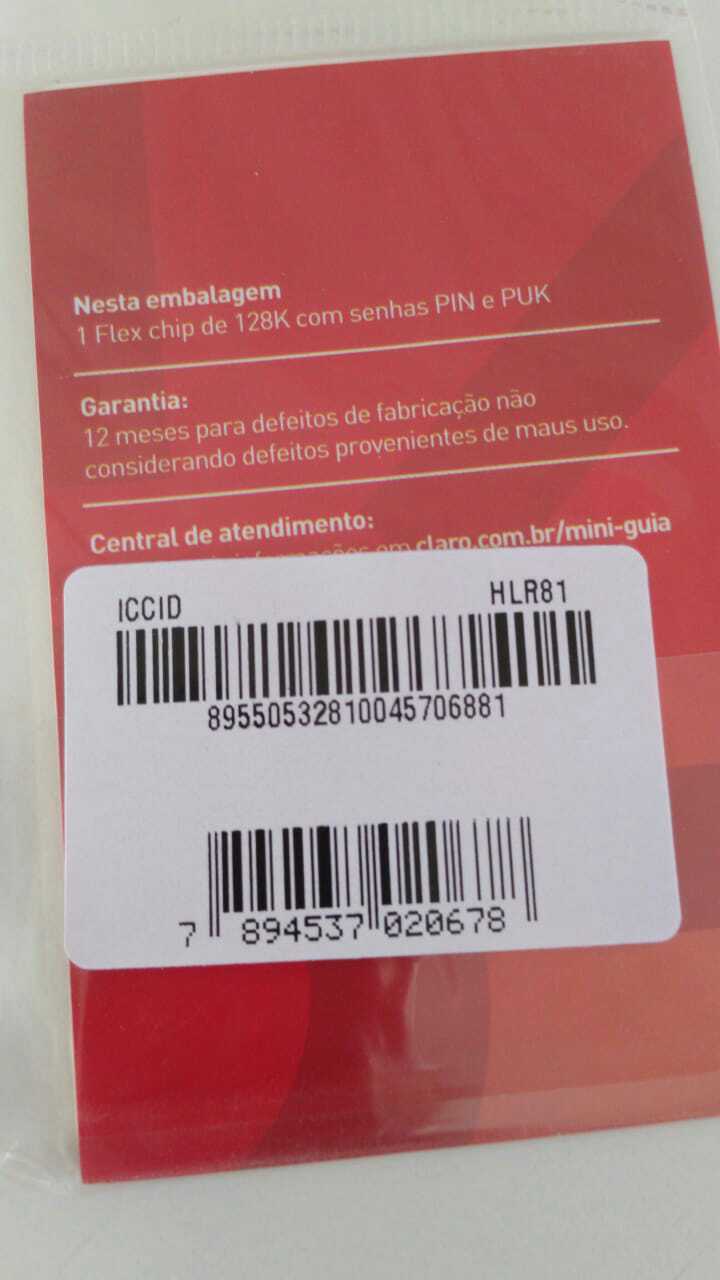 Nesta embalagem
1 Flex chip de 128K com senhas PIN e PUK
Garantia:
12 meses para defeitos de fabricação não
considerando defeitos provenientes de maus uso.
Central de atendimento:
informações em claro.com.br/mini-guia
ICCID HLR81
89550532810045706881
7 894537 020678